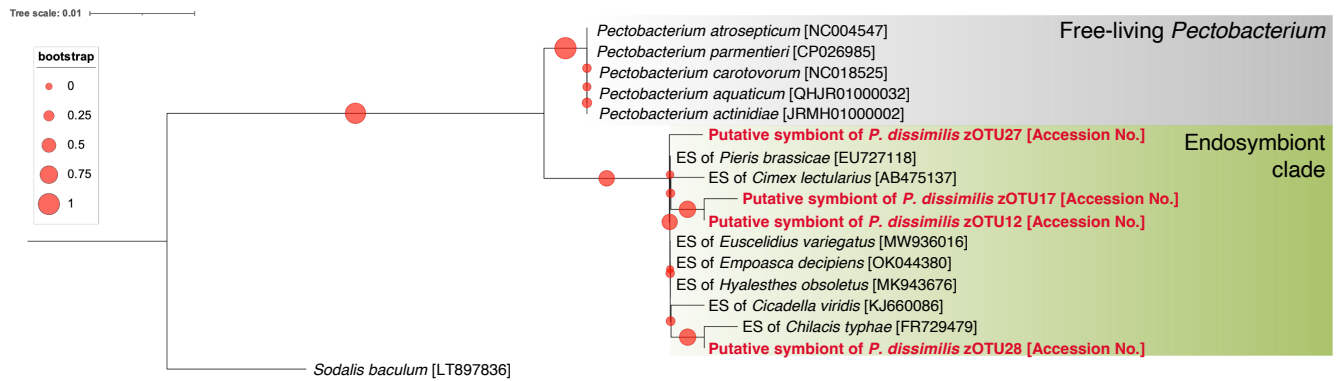 Tree scale: 0.01
bootstrap
0
0.25
0.5
0.75
1
Free-living Pectobacterium
Pectobacterium atrosepticum [NC004547]
Pectobacterium parmentieri [CP026985]
Pectobacterium carotovorum [NC018525]
Pectobacterium aquaticum [QHJR01000032]
Pectobacterium actinidiae [JRMH01000002]
Endosymbiont
clade
Putative symbiont of P. dissimilis zOTU27 [Accession No.]
ES of Pieris brassicae [EU727118]
ES of Cimex lectularius [AB475137]
Putative symbiont of P. dissimilis zOTU17 [Accession No.]
Putative symbiont of P. dissimilis zOTU12 [Accession No.]
ES of Euscelidius variegatus [MW936016]
ES of Empoasca decipiens [OK044380]
ES of Hyalesthes obsoletus [MK943676]
ES of Cicadella viridis [KJ660086]
ES of Chilacis typhae [FR729479]
Putative symbiont of P. dissimilis zOTU28 [Accession No.]
Sodalis baculum [LT897836]